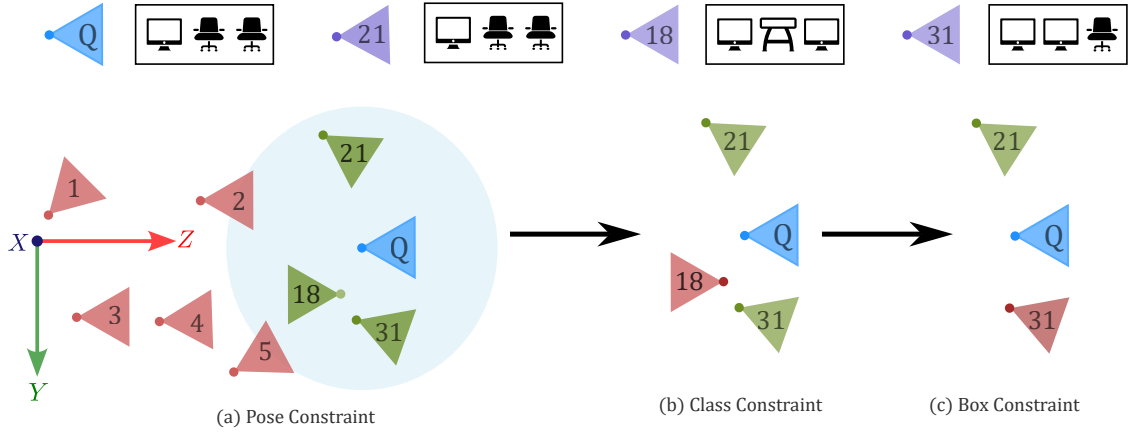 Q
21
18
31
21
21
21
1
2
X
Z
Q
Q
Q
18
18
3
4
31
31
31
5
Y
(a) Pose Constraint
(b) Class Constraint
(c) Box Constraint